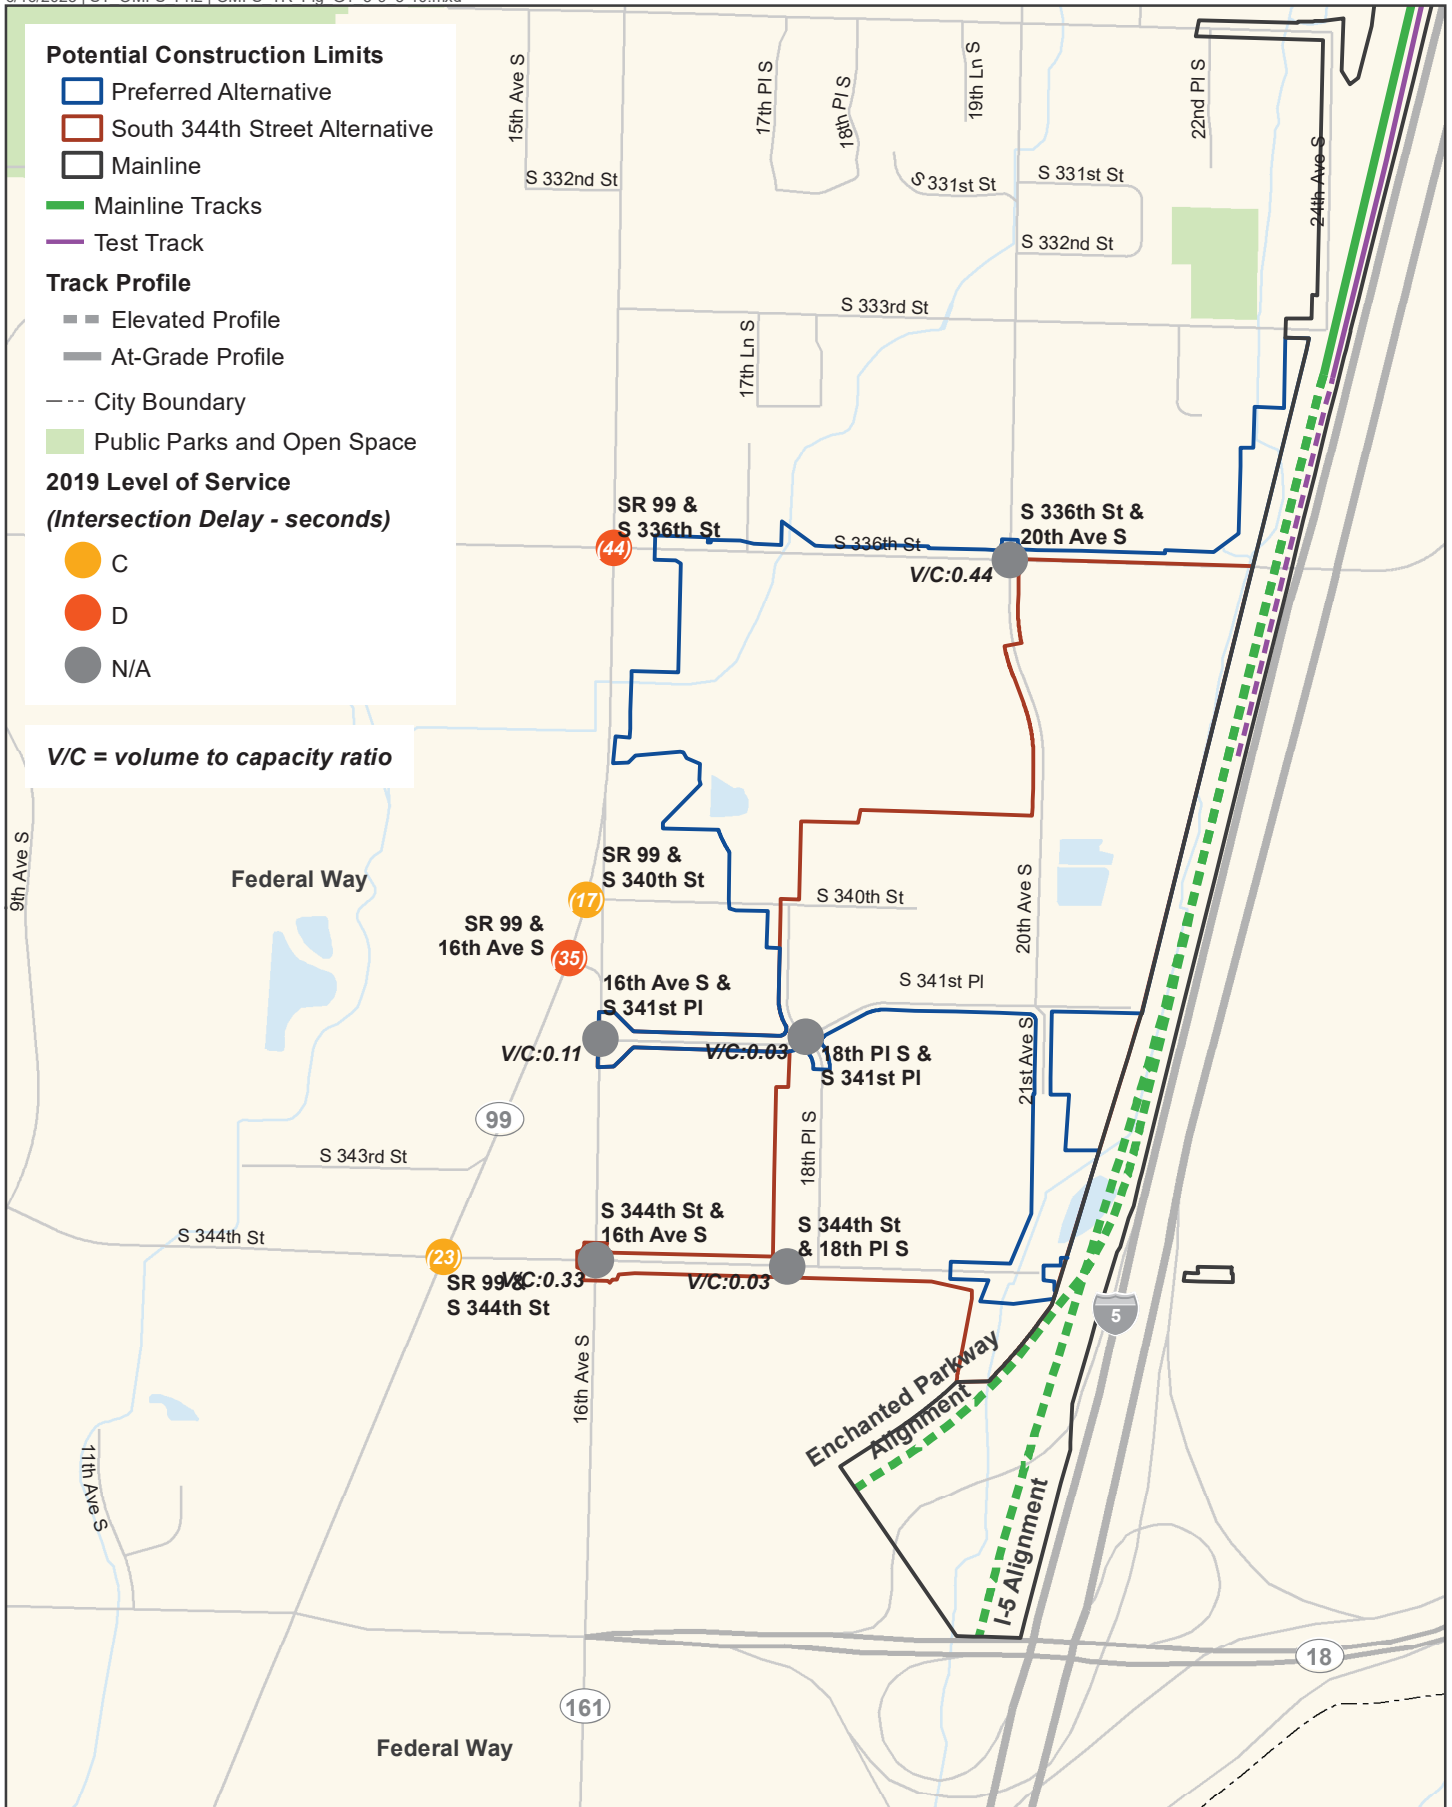 Potential Construction Limits
Preferred Alternative
South 344th Street Alternative
Mainline
Mainline Tracks
Test Track
Track Profile
Elevated Profile
At-Grade Profile
City Boundary
Public Parks and Open Space
2019 Level of Service
(Intersection Delay - seconds)
C
D
N/A
V/C = volume to capacity ratio
15th Ave S
17th Pl S
18th Pl S
19th Ln S
22nd Pl S
24th Ave S
S 332nd St
S 331st St
S 331st St
S 332nd St
S 333rd St
17th Ln S
SR 99 &
S 336th St
(44)
S 336th St
S 336th St &
20th Ave S
V/C:0.44
9th Ave S
Federal Way
SR 99 &
S 340th St
(17)
S 340th St
20th Ave S
SR 99 &
16th Ave S
(35)
16th Ave S &
S 341st Pl
V/C:0.11
S 341st Pl
V/C:0.03
18th Pl S &
S 341st Pl
21st Ave S
99
S 343rd St
18th Pl S
S 344th St
S 344th St &
16th Ave S
S 344th St
& 18th Pl S
(23)
V/C:0.33
V/C:0.03
SR 99 &
S 344th St
5
16th Ave S
Enchanted Parkway
Alignment
11th Ave S
I-5 Alignment
18
161
Federal Way